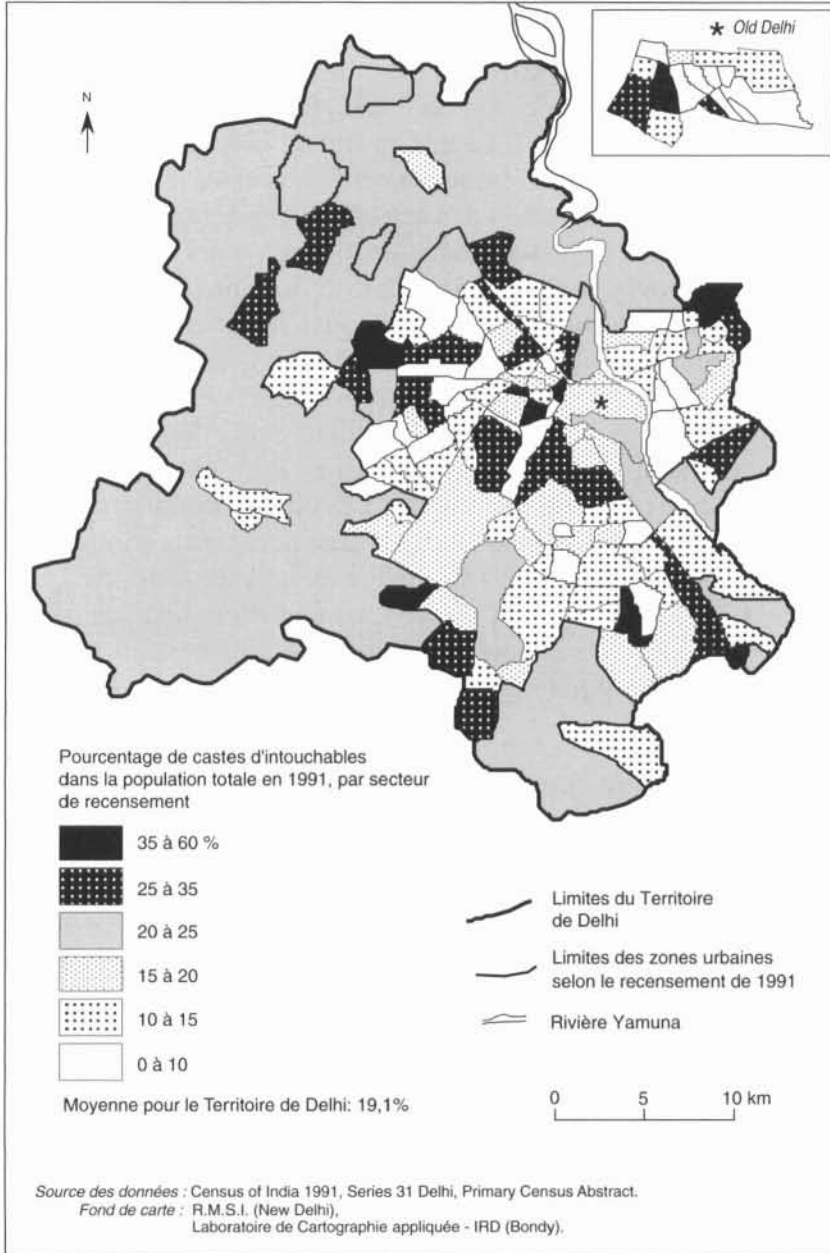 * Old Delhi
N
*
Pourcentage de castes d'intouchables
dans la population totale en 1991, par secteur
de recensement
35 à 60 %
25 à 35
20 à 25
15 à 20
10 à 15
0 à 10
Moyenne pour le Territoire de Delhi: 19,1%
Limites du Territoire
de Delhi
Limites des zones urbaines
selon le recensement de 1991
Rivière Yamuna
0 5 10 km
Source des données : Census of India 1991, Series 31 Delhi, Primary Census Abstract.
Fond de carte : R.M.S.I. (New Delhi),
Laboratoire de Cartographie appliquée - IRD (Bondy).